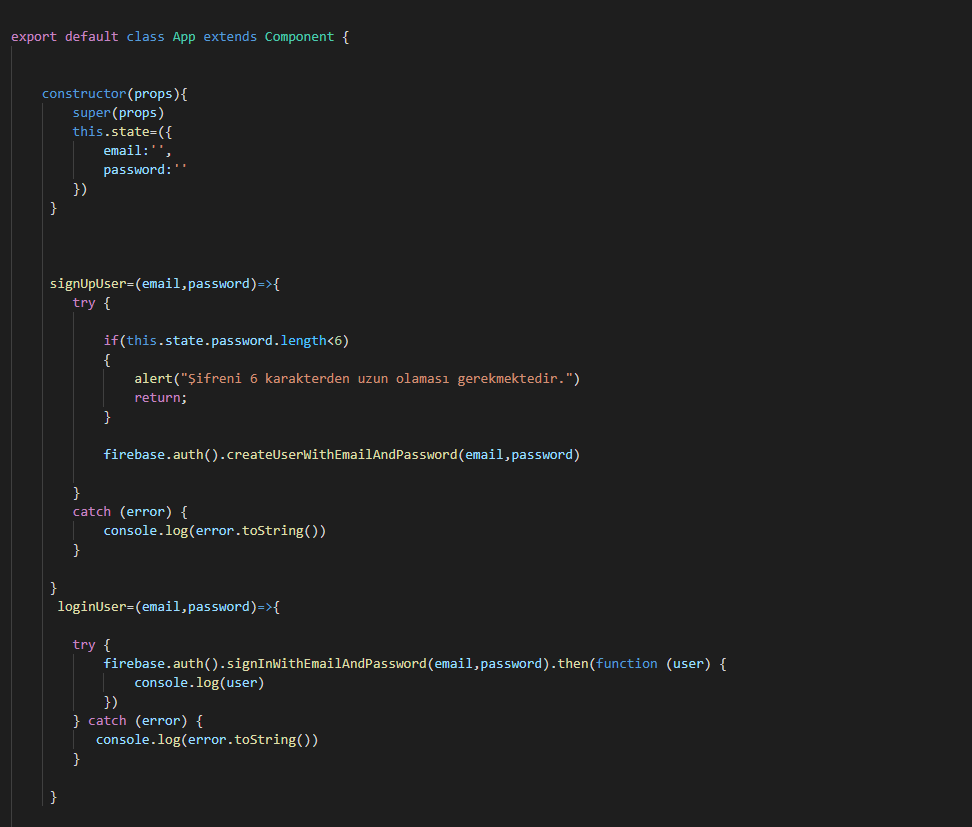 export default class App extends Component {
constructor(props){
super(props)
this.state=({
email:'',
password:''
})
}
signUpUser=(email,password)=>{
try {
if(this.state.password.length<6)
{
alert("Şifreni 6 karakterden uzun olaması gerekmektedir.")
return;
}
firebase.auth().createUserWithEmailAndPassword(email,password)
}
catch (error) {
console.log(error.toString())
}
}
loginUser=(email,password)=>{
try {
firebase.auth().signInWithEmailAndPassword(email,password).then(function (user) {
console.log(user)
})
} catch (error) {
console.log(error.toString())
}
}